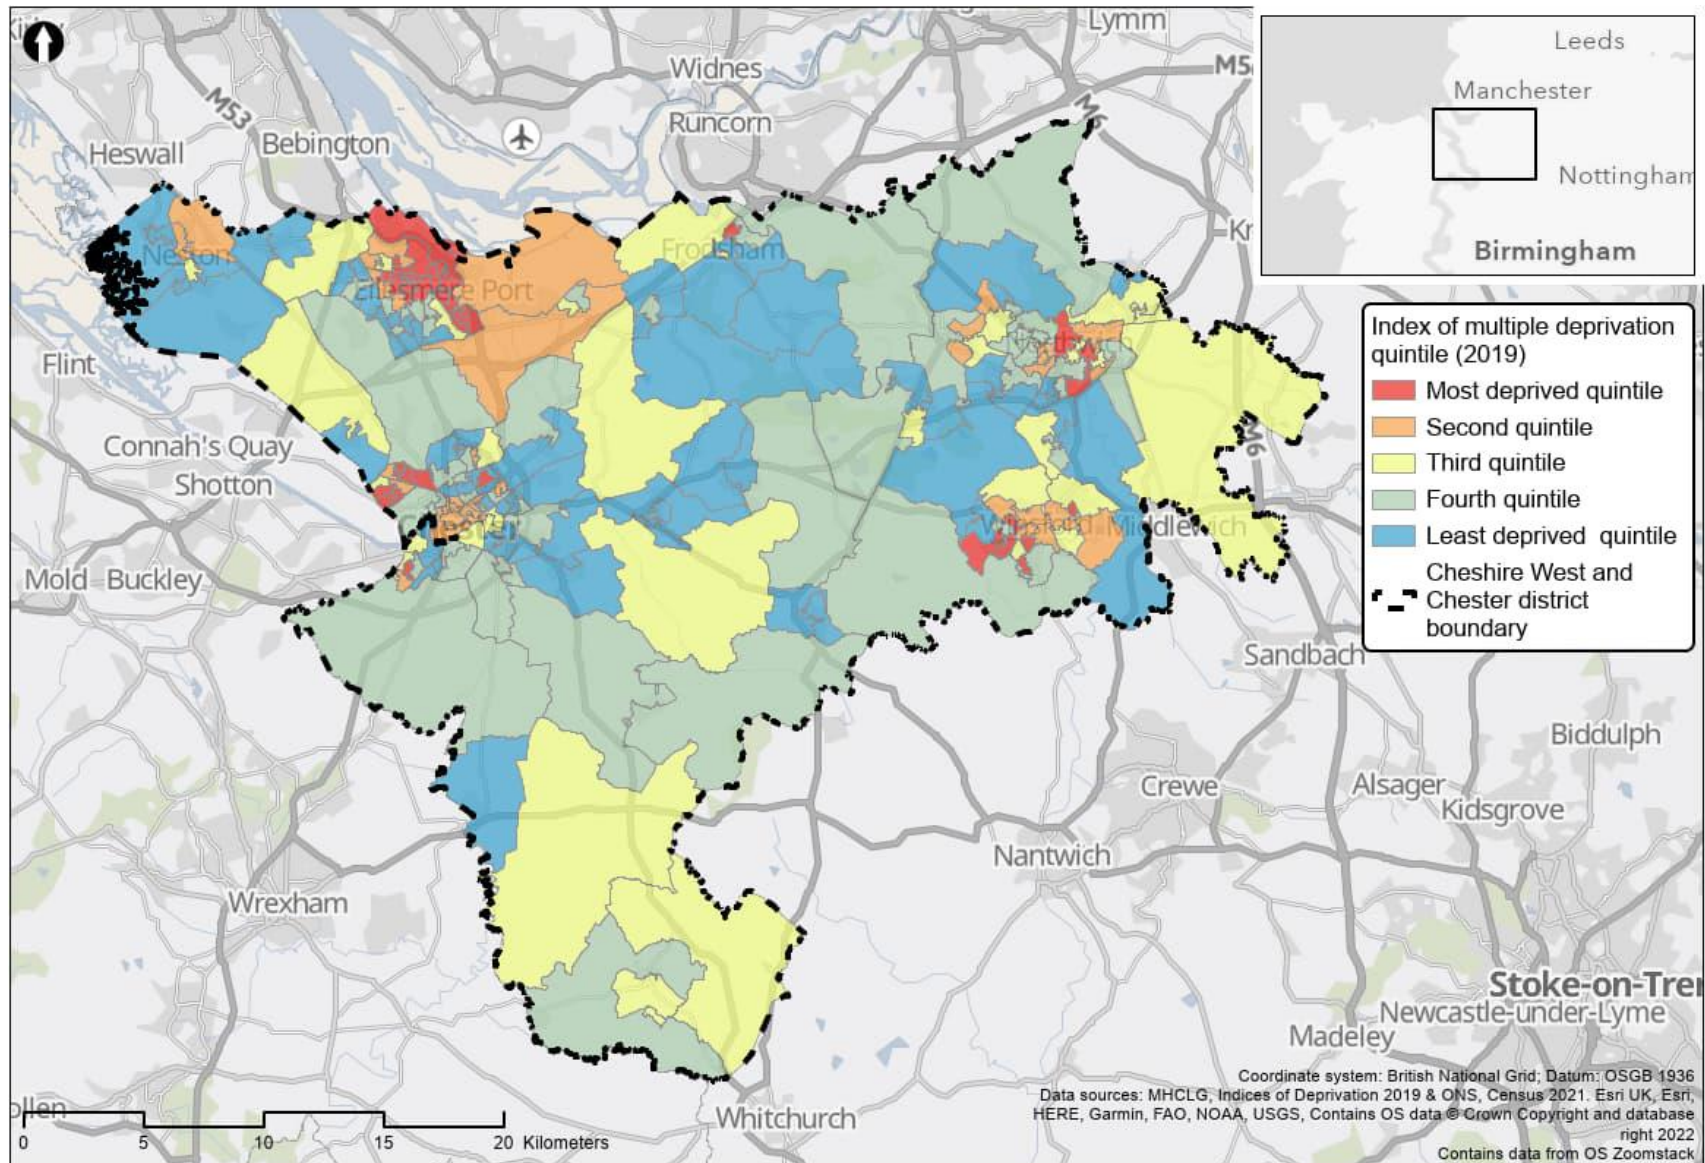 Lymm
Leeds
Widnes
M5
Manchester
M53
M6
Runcorn
Bebington
Heswall
Nottingham
Kr
Neston
Frodsham
Birmingham
Ellesmere Port
Index of multiple deprivation
quintile (2019)
Flint
Most deprived quintile
Second quintile
M6
Connah's Quay
Third quintile
Shotton
Fourth quintile
Chester
Winsford
Middlewich
Least deprived quintile
Mold
Buckley
Cheshire West and
Chester district
boundary
Sandbach
Biddulph
Crewe
Alsager
Kidsgrove
Nantwich
Wrexham
Stoke-on-Tre
Newcastle-under-Lyme
Madeley
Coordinate system: British National Grid; Datum: OSGB 1936
Data sources: MHCLG, Indices of Deprivation 2019 & ONS, Census 2021. Esri UK, Esri,
HERE, Garmin, FAO, NOAA, USGS, Contains OS data © Crown Copyright and database
right 2022
Contains data from OS Zoomstack
ollen
0 5 10 15 20 Kilometers
Whitchurch